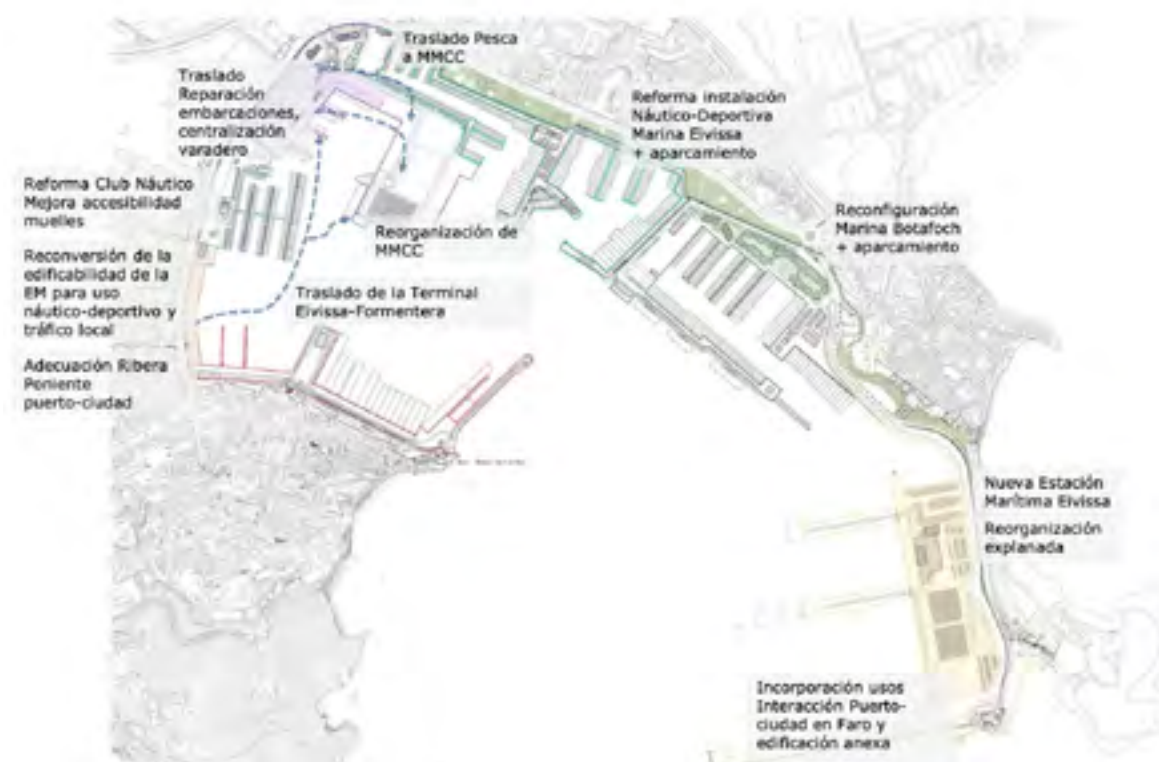 Traslado Pesca
a MMCC
Traslado
Reparación
embarcaciones,
centralización
varadero
Reforma instalación
Náutico-Deportiva
Marina Eivissa
+ aparcamiento
Reforma Club Náutico
Mejora accesibilidad
muelles
Reconfiguración
Marina Botafoch
+ aparcamiento
Reorganización de
MMCC
Reconversión de la
edificabilidad de la
EM para uso
náutico-deportivo y
tráfico local
Traslado de la Terminal
Eivissa-Formentera
Adecuación Ribera
Poniente
puerto-ciudad
Nueva Estación
Marítima Eivissa
Reorganización
explanada
Incorporación usos
Interacción Puerto-
ciudad en Faro y
edificación anexa